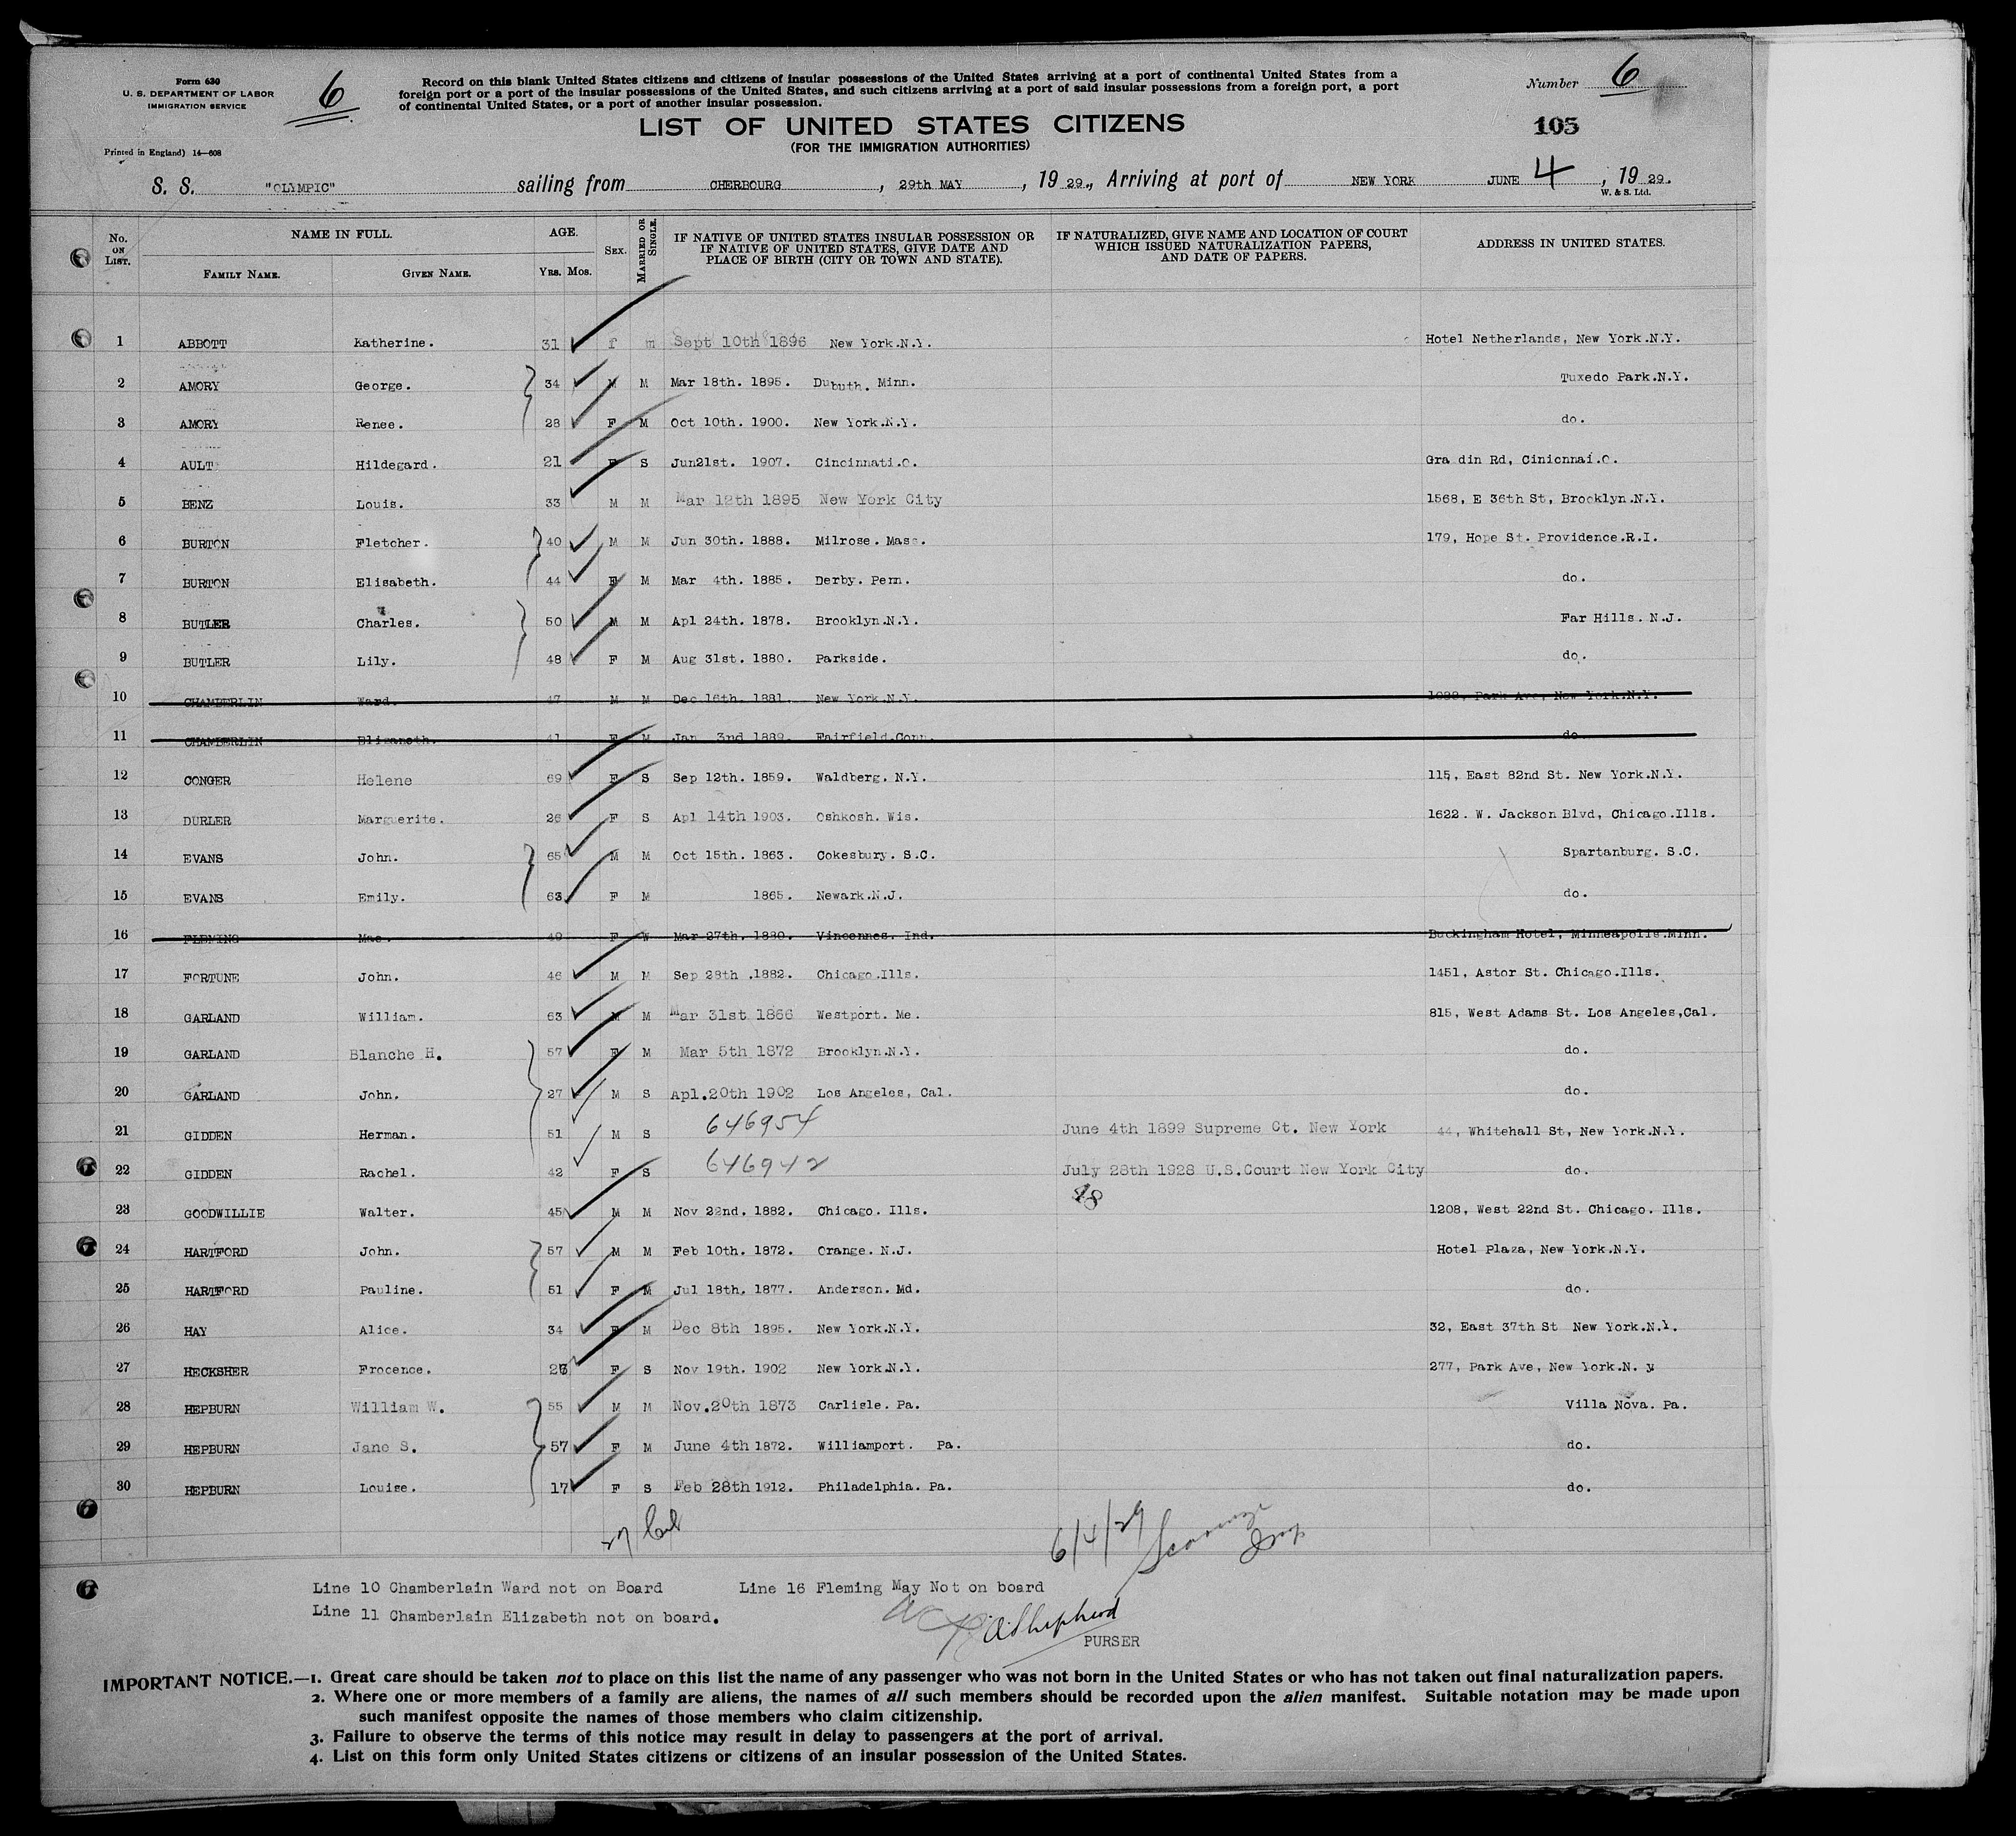 Form 630
U. S. DEPARTMENT OF LABOR
IMMIGRATION SERVICE
6
Record on this blank United States citizens and citizens of insular possessions of the United States arriving at a port of continental United States from a
foreign port or a port of the insular possessions of the United States, and such citizens arriving at a port of said insular possessions from a foreign port, a port
of continental United States, or a port of another insular possession.
Number 6
LIST OF UNITED STATES CITIZENS
(FOR THE IMMIGRATION AUTHORITIES)
105
Printed in England) 14—608
S. S. "OLYMPIC" sailing from CHERBOURG, 29th MAY, 19 29., Arriving at port of NEW YORK JUNE 4, 19 29.
W. & S. Ltd.
No. ON LIST. NAME IN FULL. FAMILY NAME. GIVEN NAME. AGE. YRS. MOS. SEX. MARRIED OR SINGLE. IF NATIVE OF UNITED STATES INSULAR POSSESSION OR IF NATIVE OF UNITED STATES, GIVE DATE AND PLACE OF BIRTH (CITY OR TOWN AND STATE). IF NATURALIZED, GIVE NAME AND LOCATION OF COURT WHICH ISSUED NATURALIZATION PAPERS, AND DATE OF PAPERS. ADDRESS IN UNITED STATES.
1 ABBOTT Katherine. 31 f m Sept 10th 1896 New York.N.Y. Hotel Netherlands, New York.N.Y.
2 AMORY George. 34 M M Mar 18th. 1895. Dubuth. Minn. Tuxedo Park.N.Y.
3 AMORY Renee. 28 F M Oct 10th. 1900. New York.N.Y. do.
4 AULT Hildegard. 21 F S Jun21st. 1907. Cincinnati.O. Gra din Rd, Cinicnnai.O.
5 BENZ Louis. 33 M M Mar 12th 1895 New York City 1568, E 36th St, Brooklyn.N.Y.
6 BURTON Fletcher. 40 M M Jun 30th. 1888. Milrose. Mass. 179, Hope St. Providence.R.I.
7 BURTON Elisabeth. 44 F M Mar 4th. 1885. Derby. Penn. do.
8 BUTLER Charles. 50 M M Apl 24th. 1878. Brooklyn.N.Y. Far Hills. N.J.
9 BUTLER Lily. 48 F M Aug 31st. 1880. Parkside. do.
10 CHAMBERLIN Ward. 47 M M Dec 16th. 1881. New York.N.Y. Park Ave, New York.N.Y.
11 CHAMBERLIN Elizabeth. 41 F M Jan 3nd 1889. Fairfield.Conn. do
12 CONGER Helene 69 F S Sep 12th. 1859. Waldberg. N.Y. 115, East 82nd St. New York.N.Y.
13 DURLER Marguerite. 26 F S Apl 14th 1903. Oshkosh. Wis. 1622. W. Jackson Blvd, Chicago.Ills.
14 EVANS John. 65 M M Oct 15th. 1863. Cokesbury. S.C. Spartanburg. S.C.
15 EVANS Emily. 63 F M 1865. Newark.N.J. do.
16 FLEMING Mae. 49 F W Mar 27th. 1880. Vincennes. Ind. Buckingham Hotel, Minneapolis.Minn.
17 FORTUNE John. 46 M M Sep 28th .1882. Chicago.Ills. 1451, Astor St. Chicago.Ills.
18 GARLAND William. 63 M M Mar 31st 1866 Westport. Me. 815, West Adams St. Los Angeles,Cal.
19 GARLAND Blanche H. 57 F M Mar 5th 1872 Brooklyn.N.Y. do.
20 GARLAND John. 27 M S Apl.20th 1902 Los Angeles, Cal. do.
21 GIDDEN Herman. 51 M S 646954 June 4th 1899 Supreme Ct. New York 44, Whitehall St, New York.N.Y.
22 GIDDEN Rachel. 42 F S 646942 July 28th 1928 U.S.Court New York City do.
23 GOODWILLIE Walter. 45 M M Nov 22nd. 1882. Chicago. Ills. 1208, West 22nd St. Chicago. Ills.
24 HARTFORD John. 57 M M Feb 10th. 1872. Orange. N.J. Hotel Plaza, New York.N.Y.
25 HARTFORD Pauline. 51 F M Jul 18th. 1877. Anderson. Md. do.
26 HAY Alice. 34 F M Dec 8th 1895. New York.N.Y. 32, East 37th St New York.N.Y.
27 HECKSHER Frocence. F S Nov 19th. 1902 New York.N.Y. 277, Park Ave, New York.N. y
28 HEPBURN William W. 55 M M Nov.20th 1873 Carlisle. Pa. Villa Nova. Pa.
29 HEPBURN Jane S. 57 F M June 4th 1872. Williamport. Pa. do.
30 HEPBURN Louise. 17 F S Feb 28th 1912. Philadelphia. Pa. do.
27
6/4/29
Line 10 Chamberlain Ward not on Board Line 16 Fleming May Not on board
Line 11 Chamberlain Elizabeth not on board.
Shepherd
PURSER
IMPORTANT NOTICE.—1. Great care should be taken not to place on this list the name of any passenger who was not born in the United States or who has not taken out final naturalization papers.
2. Where one or more members of a family are aliens, the names of all such members should be recorded upon the alien manifest. Suitable notation may be made upon
such manifest opposite the names of those members who claim citizenship.
3. Failure to observe the terms of this notice may result in delay to passengers at the port of arrival.
4. List on this form only United States citizens or citizens of an insular possession of the United States.